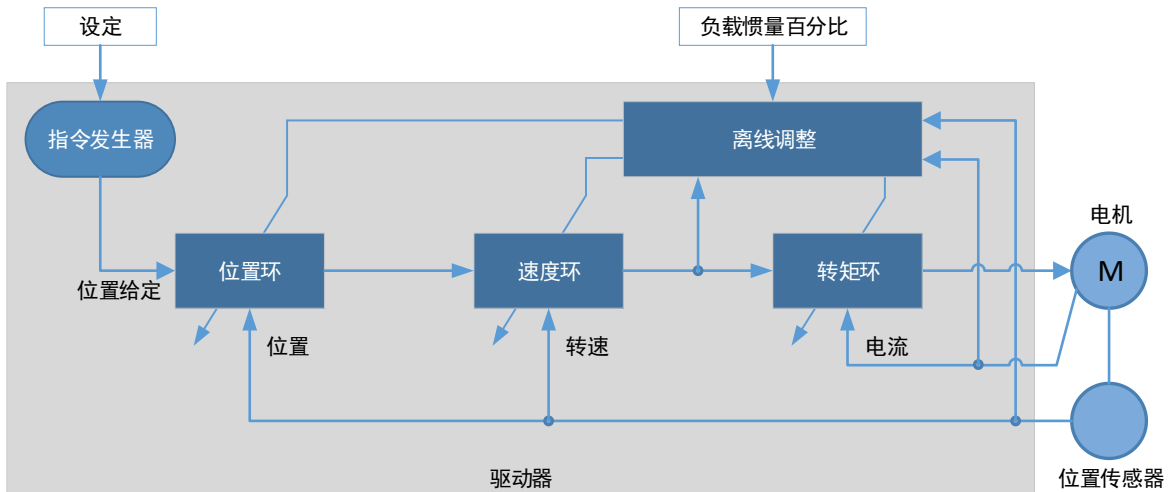 设定
负载惯量百分比
指令发生器
离线调整
电机
位置环
速度环
转矩环
M
位置给定
位置
转速
电流
驱动器
位置传感器